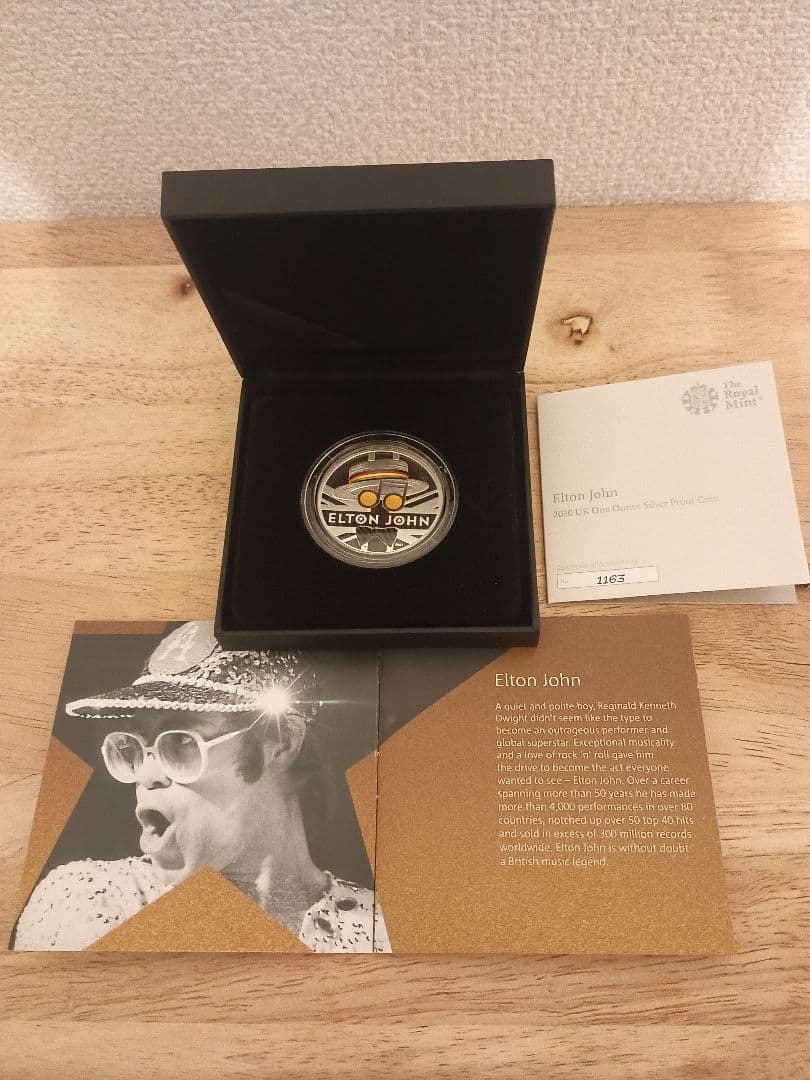 ELTON JOHN
The
Royal
Mint®
Elton John
2020 UK One Ounce Silver Proof Coin
Certificate of Authenticity
No
1163
A
Elton John
A quiet and polite boy, Reginald Kenneth
Dwight didn't seem like the type to
become an outrageous performer and
global superstar. Exceptional musicality
and a love of rock 'n' roll gave him
the drive to become the act everyone
wanted to see – Elton John. Over a career
spanning more than 50 years he has made
more than 4,000 performances in over 80
countries, notched up over 50 top 40 hits
and sold in excess of 300 million records
worldwide. Elton John is without doubt
a British music legend.